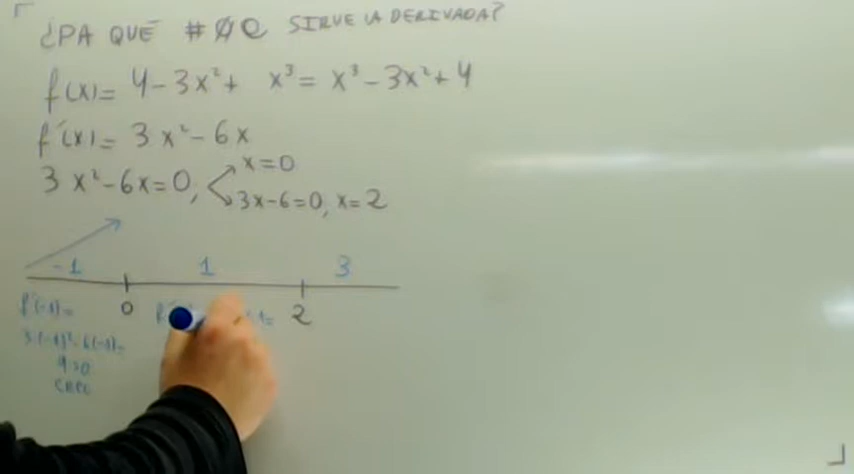 ¿PA QUÉ #@ SIRVE LA DERIVADA?
f(x)= 4-3x²+ x³= x³-3x²+4
f'(x)= 3x²-6x
3x²-6x=0, x=0
3x-6=0, x=2
-1 1 3
0 2
f'(-1)=
3·(-1)²-6(-1)=
9>0
CREC